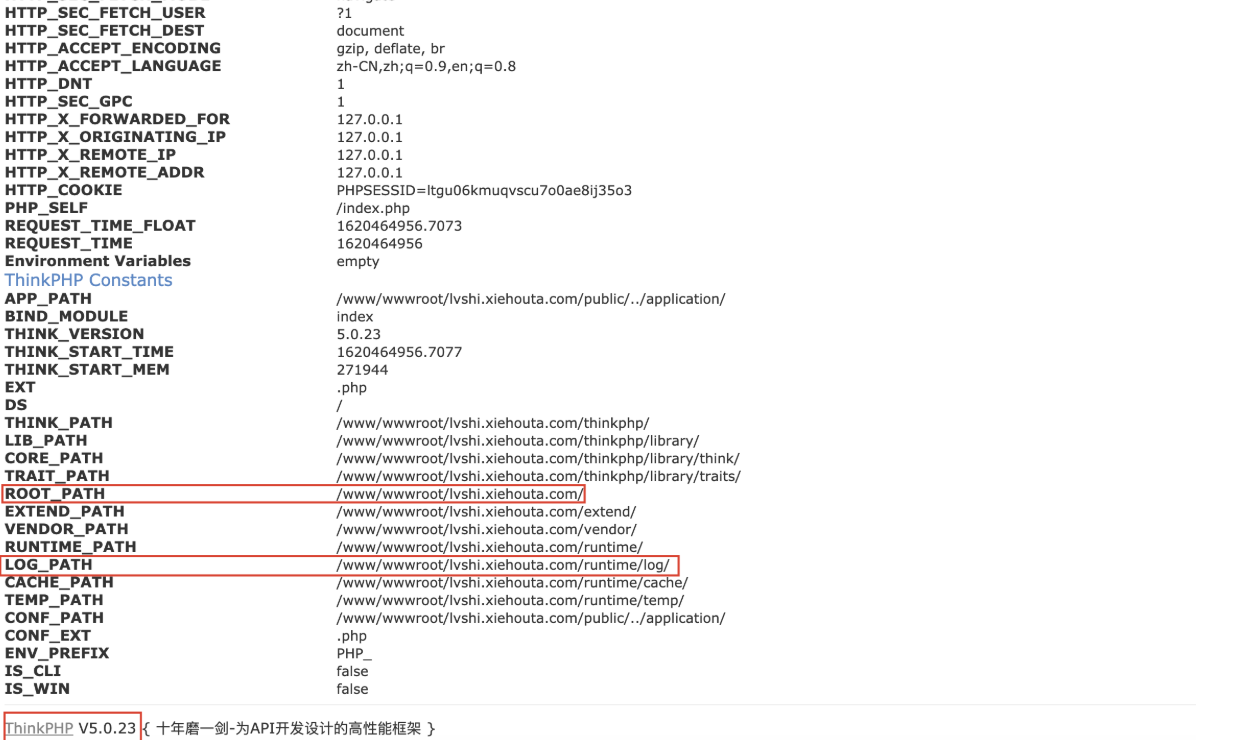 HTTP_SEC_FETCH_USER ?1
HTTP_SEC_FETCH_DEST document
HTTP_ACCEPT_ENCODING gzip, deflate, br
HTTP_ACCEPT_LANGUAGE zh-CN,zh;q=0.9,en;q=0.8
HTTP_DNT 1
HTTP_SEC_GPC 1
HTTP_X_FORWARDED_FOR 127.0.0.1
HTTP_X_ORIGINATING_IP 127.0.0.1
HTTP_X_REMOTE_IP 127.0.0.1
HTTP_X_REMOTE_ADDR 127.0.0.1
HTTP_COOKIE PHPSESSID=ltgu06kmuqvscu7o0ae8ij35o3
PHP_SELF /index.php
REQUEST_TIME_FLOAT 1620464956.7073
REQUEST_TIME 1620464956
Environment Variables empty
ThinkPHP Constants
APP_PATH /www/wwwroot/lvshi.xiehouta.com/public/../application/
BIND_MODULE index
THINK_VERSION 5.0.23
THINK_START_TIME 1620464956.7077
THINK_START_MEM 271944
EXT .php
DS /
THINK_PATH /www/wwwroot/lvshi.xiehouta.com/thinkphp/
LIB_PATH /www/wwwroot/lvshi.xiehouta.com/thinkphp/library/
CORE_PATH /www/wwwroot/lvshi.xiehouta.com/thinkphp/library/think/
TRAIT_PATH /www/wwwroot/lvshi.xiehouta.com/thinkphp/library/traits/
ROOT_PATH /www/wwwroot/lvshi.xiehouta.com/
EXTEND_PATH /www/wwwroot/lvshi.xiehouta.com/extend/
VENDOR_PATH /www/wwwroot/lvshi.xiehouta.com/vendor/
RUNTIME_PATH /www/wwwroot/lvshi.xiehouta.com/runtime/
LOG_PATH /www/wwwroot/lvshi.xiehouta.com/runtime/log/
CACHE_PATH /www/wwwroot/lvshi.xiehouta.com/runtime/cache/
TEMP_PATH /www/wwwroot/lvshi.xiehouta.com/runtime/temp/
CONF_PATH /www/wwwroot/lvshi.xiehouta.com/public/../application/
CONF_EXT .php
ENV_PREFIX PHP_
IS_CLI false
IS_WIN false
ThinkPHP V5.0.23 { 十年磨一剑-为API开发设计的高性能框架 }